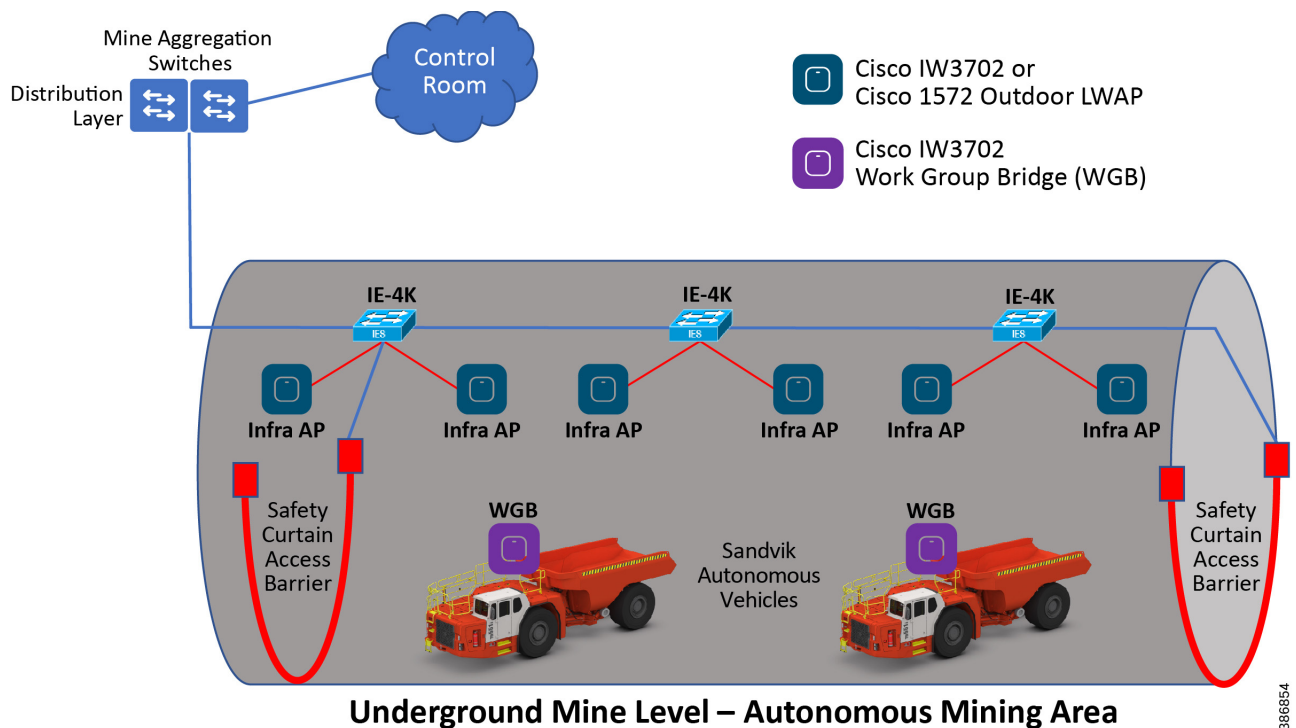 Mine Aggregation
Switches
Distribution
Layer
Control
Room
Cisco IW3702 or
Cisco 1572 Outdoor LWAP
Cisco IW3702
Work Group Bridge (WGB)
IE-4K
IE-4K
IE-4K
IES
IES
IES
Infra AP
Infra AP
Infra AP
Infra AP
Infra AP
Infra AP
Safety
Curtain
Access
Barrier
WGB
Sandvik
Autonomous
Vehicles
WGB
Safety
Curtain
Access
Barrier
Underground Mine Level – Autonomous Mining Area
386854